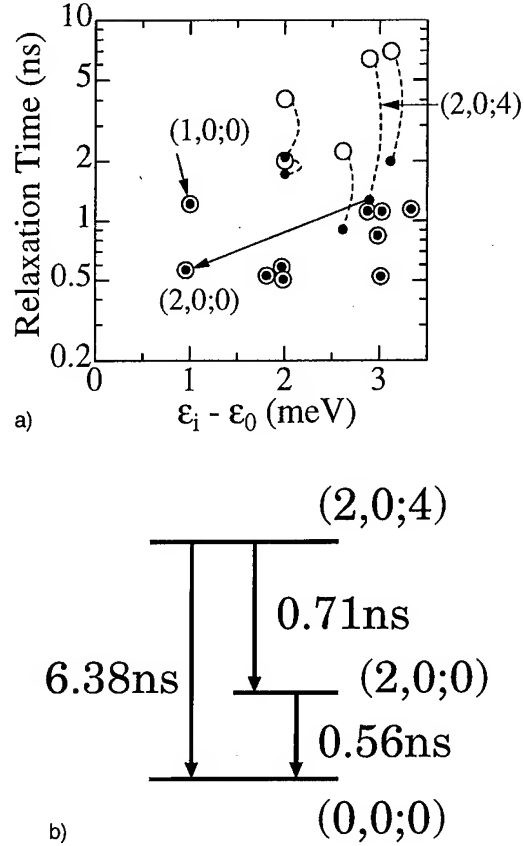 10
5
2
1
0.5
0.2
Relaxation Time (ns)
(1,0;0)
(2,0;4)
(2,0;0)
0 1 2 3
εi - ε0 (meV)
a)
(2,0;4)
0.71ns
6.38ns
(2,0;0)
0.56ns
(0,0;0)
b)